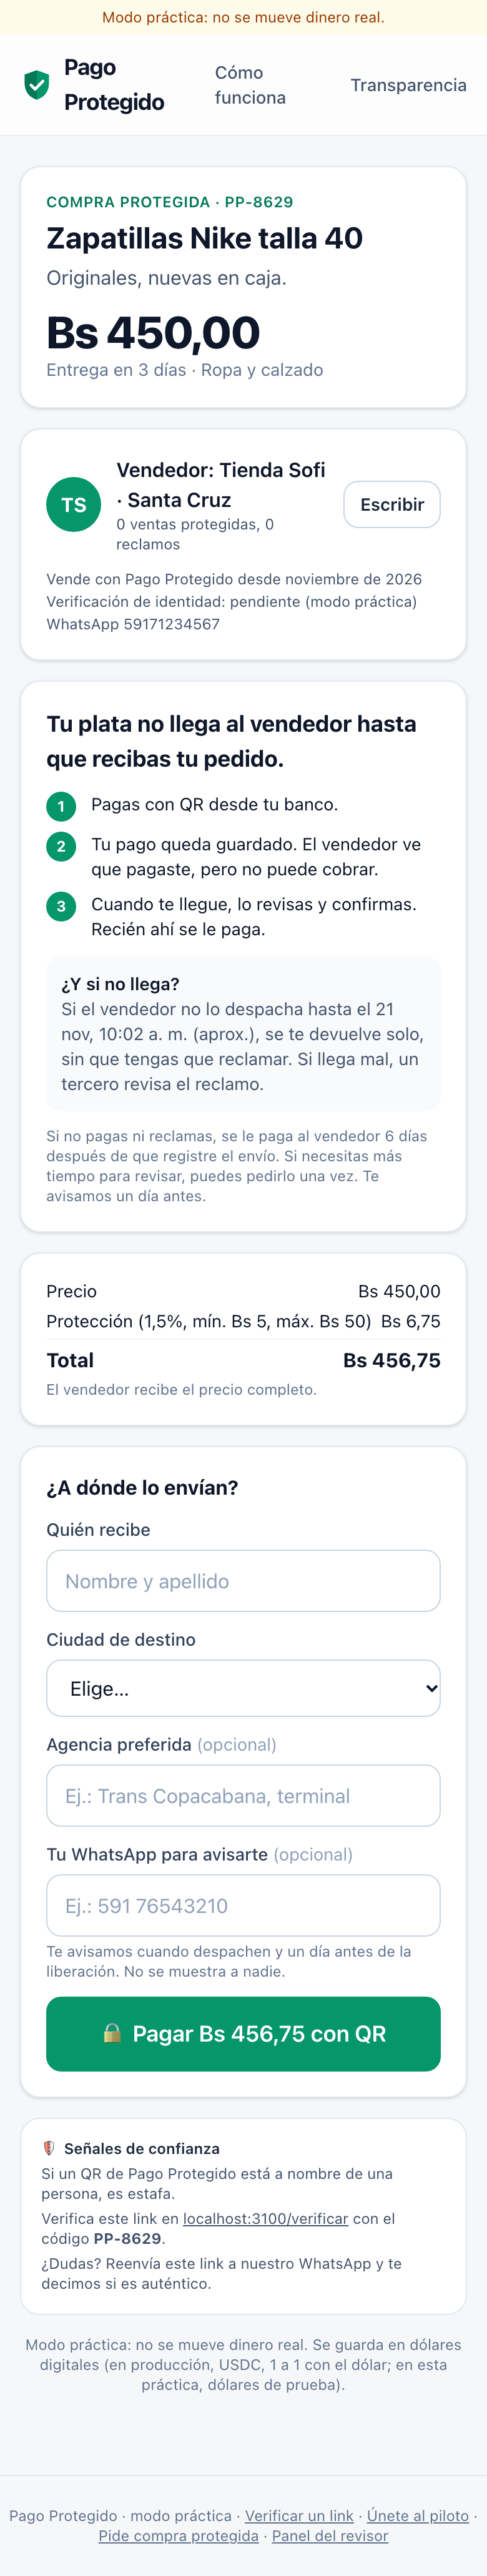 Modo práctica: no se mueve dinero real.
Pago
Protegido
Cómo
funciona
Transparencia
COMPRA PROTEGIDA · PP-8629
Zapatillas Nike talla 40
Originales, nuevas en caja.
Bs 450,00
Entrega en 3 días · Ropa y calzado
TS
Vendedor: Tienda Sofi
· Santa Cruz
0 ventas protegidas, 0
reclamos
Escribir
Vende con Pago Protegido desde noviembre de 2026
Verificación de identidad: pendiente (modo práctica)
WhatsApp 59171234567
Tu plata no llega al vendedor hasta
que recibas tu pedido.
1 Pagas con QR desde tu banco.
2 Tu pago queda guardado. El vendedor ve
que pagaste, pero no puede cobrar.
3 Cuando te llegue, lo revisas y confirmas.
Recién ahí se le paga.
¿Y si no llega?
Si el vendedor no lo despacha hasta el 21
nov, 10:02 a. m. (aprox.), se te devuelve solo,
sin que tengas que reclamar. Si llega mal, un
tercero revisa el reclamo.
Si no pagas ni reclamas, se le paga al vendedor 6 días
después de que registre el envío. Si necesitas más
tiempo para revisar, puedes pedirlo una vez. Te
avisamos un día antes.
Precio Bs 450,00
Protección (1,5%, mín. Bs 5, máx. Bs 50) Bs 6,75
Total Bs 456,75
El vendedor recibe el precio completo.
¿A dónde lo envían?
Quién recibe
Nombre y apellido
Ciudad de destino
Elige...
Agencia preferida (opcional)
Ej.: Trans Copacabana, terminal
Tu WhatsApp para avisarte (opcional)
Ej.: 591 76543210
Te avisamos cuando despachen y un día antes de la
liberación. No se muestra a nadie.
Pagar Bs 456,75 con QR
Señales de confianza
Si un QR de Pago Protegido está a nombre de una
persona, es estafa.
Verifica este link en localhost:3100/verificar con el
código PP-8629.
¿Dudas? Reenvía este link a nuestro WhatsApp y te
decimos si es auténtico.
Modo práctica: no se mueve dinero real. Se guarda en dólares
digitales (en producción, USDC, 1 a 1 con el dólar; en esta
práctica, dólares de prueba).
Pago Protegido · modo práctica · Verificar un link · Únete al piloto ·
Pide compra protegida · Panel del revisor